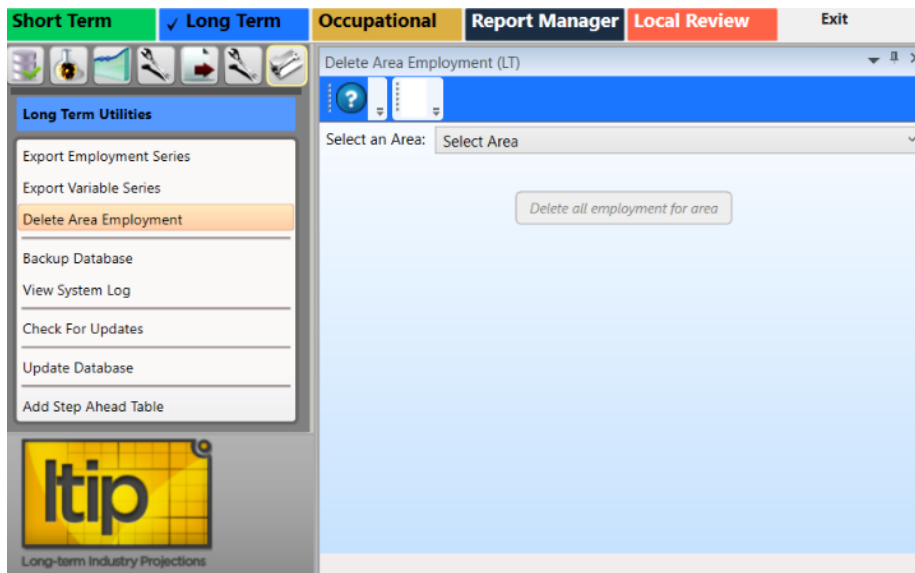 Short Term ✓ Long Term Occupational Report Manager Local Review Exit
Delete Area Employment (LT)
Long Term Utilities
Export Employment Series
Export Variable Series
Delete Area Employment
Backup Database
View System Log
Check For Updates
Update Database
Add Step Ahead Table
ltip
Long-term Industry Projections
?
Select an Area: Select Area
Delete all employment for area